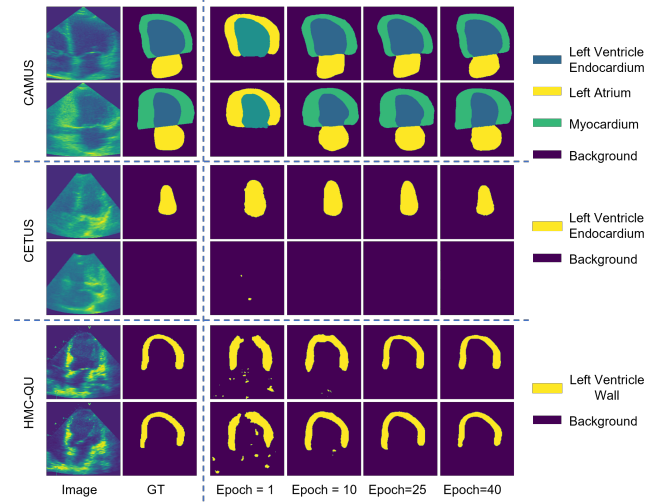 CAMUS
Left Ventricle
Endocardium
Left Atrium
Myocardium
Background
CETUS
Left Ventricle
Endocardium
Background
HMC-QU
Left Ventricle
Wall
Background
Image GT Epoch = 1 Epoch = 10 Epoch=25 Epoch=40